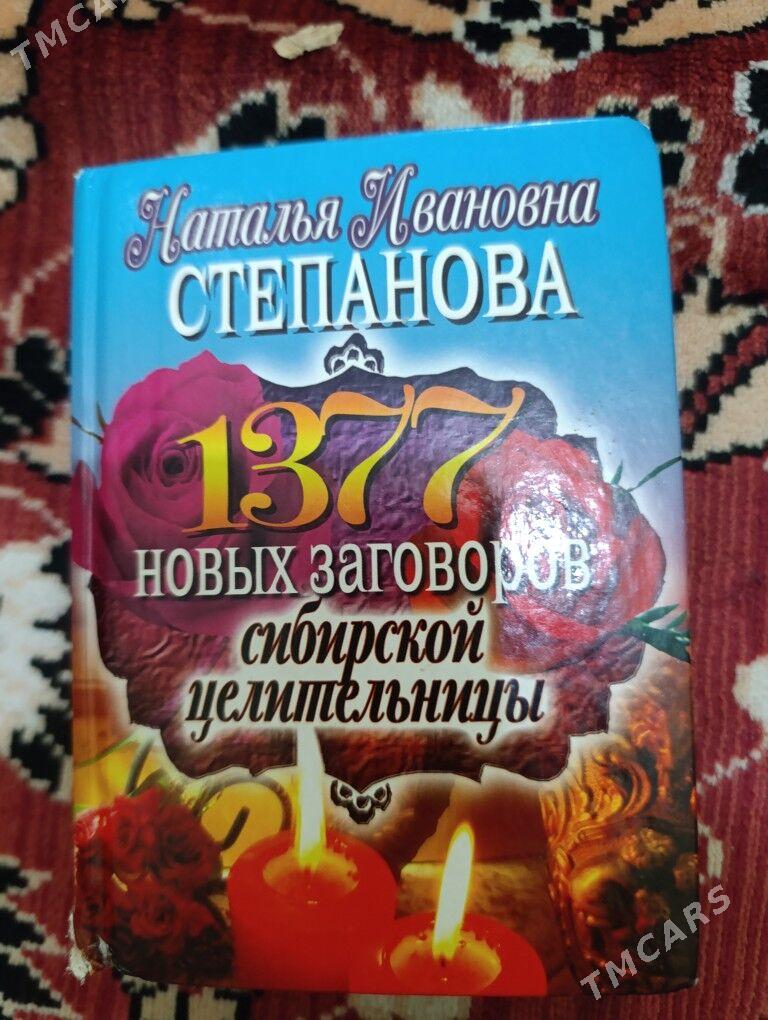 TMCARS
Наталья Ивановна
СТЕПАНОВА
1377
новых заговоров
сибирской
целительницы
TMCARS